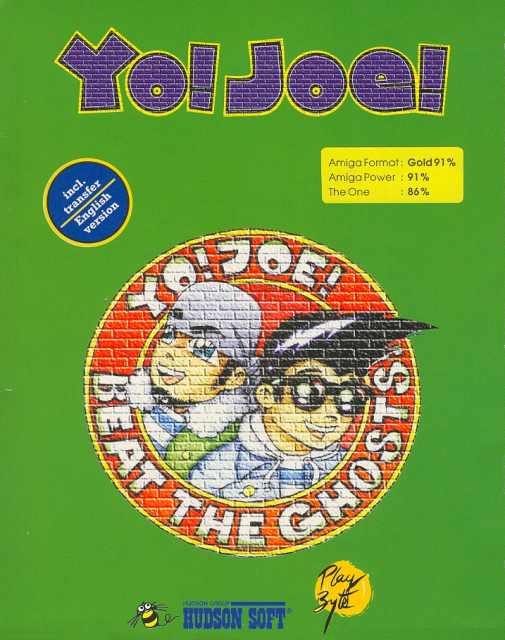 Yo! Joe!
Amiga Format : Gold 91%
Amiga Power : 91%
The One : 86%
incl.
transfer
English
version
YO! JOE!
BEAT THE GHOSTS!
Play
Byte
HUDSON GROUP
HUDSON SOFT®